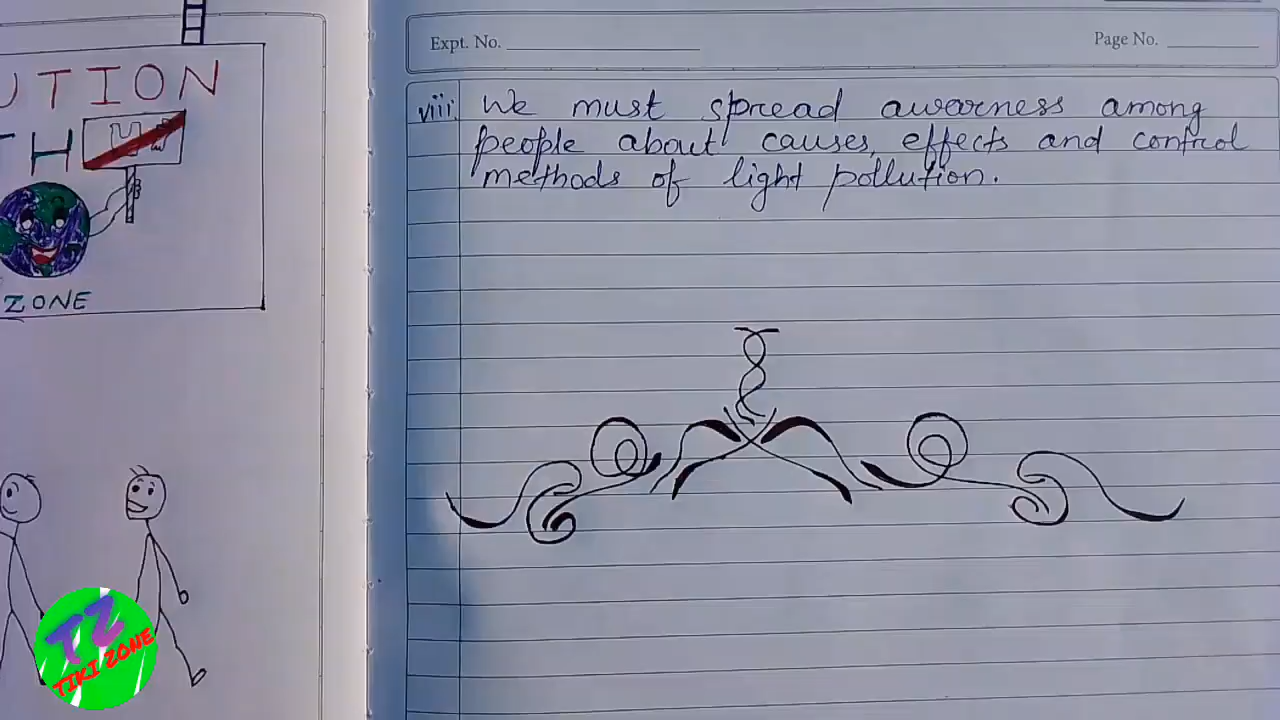 UTION
TH
ZONE
TZ
TIKI ZONE
Expt. No.
Page No.
viii. We must spread awarness among
people about causes, effects and control
methods of light pollution.